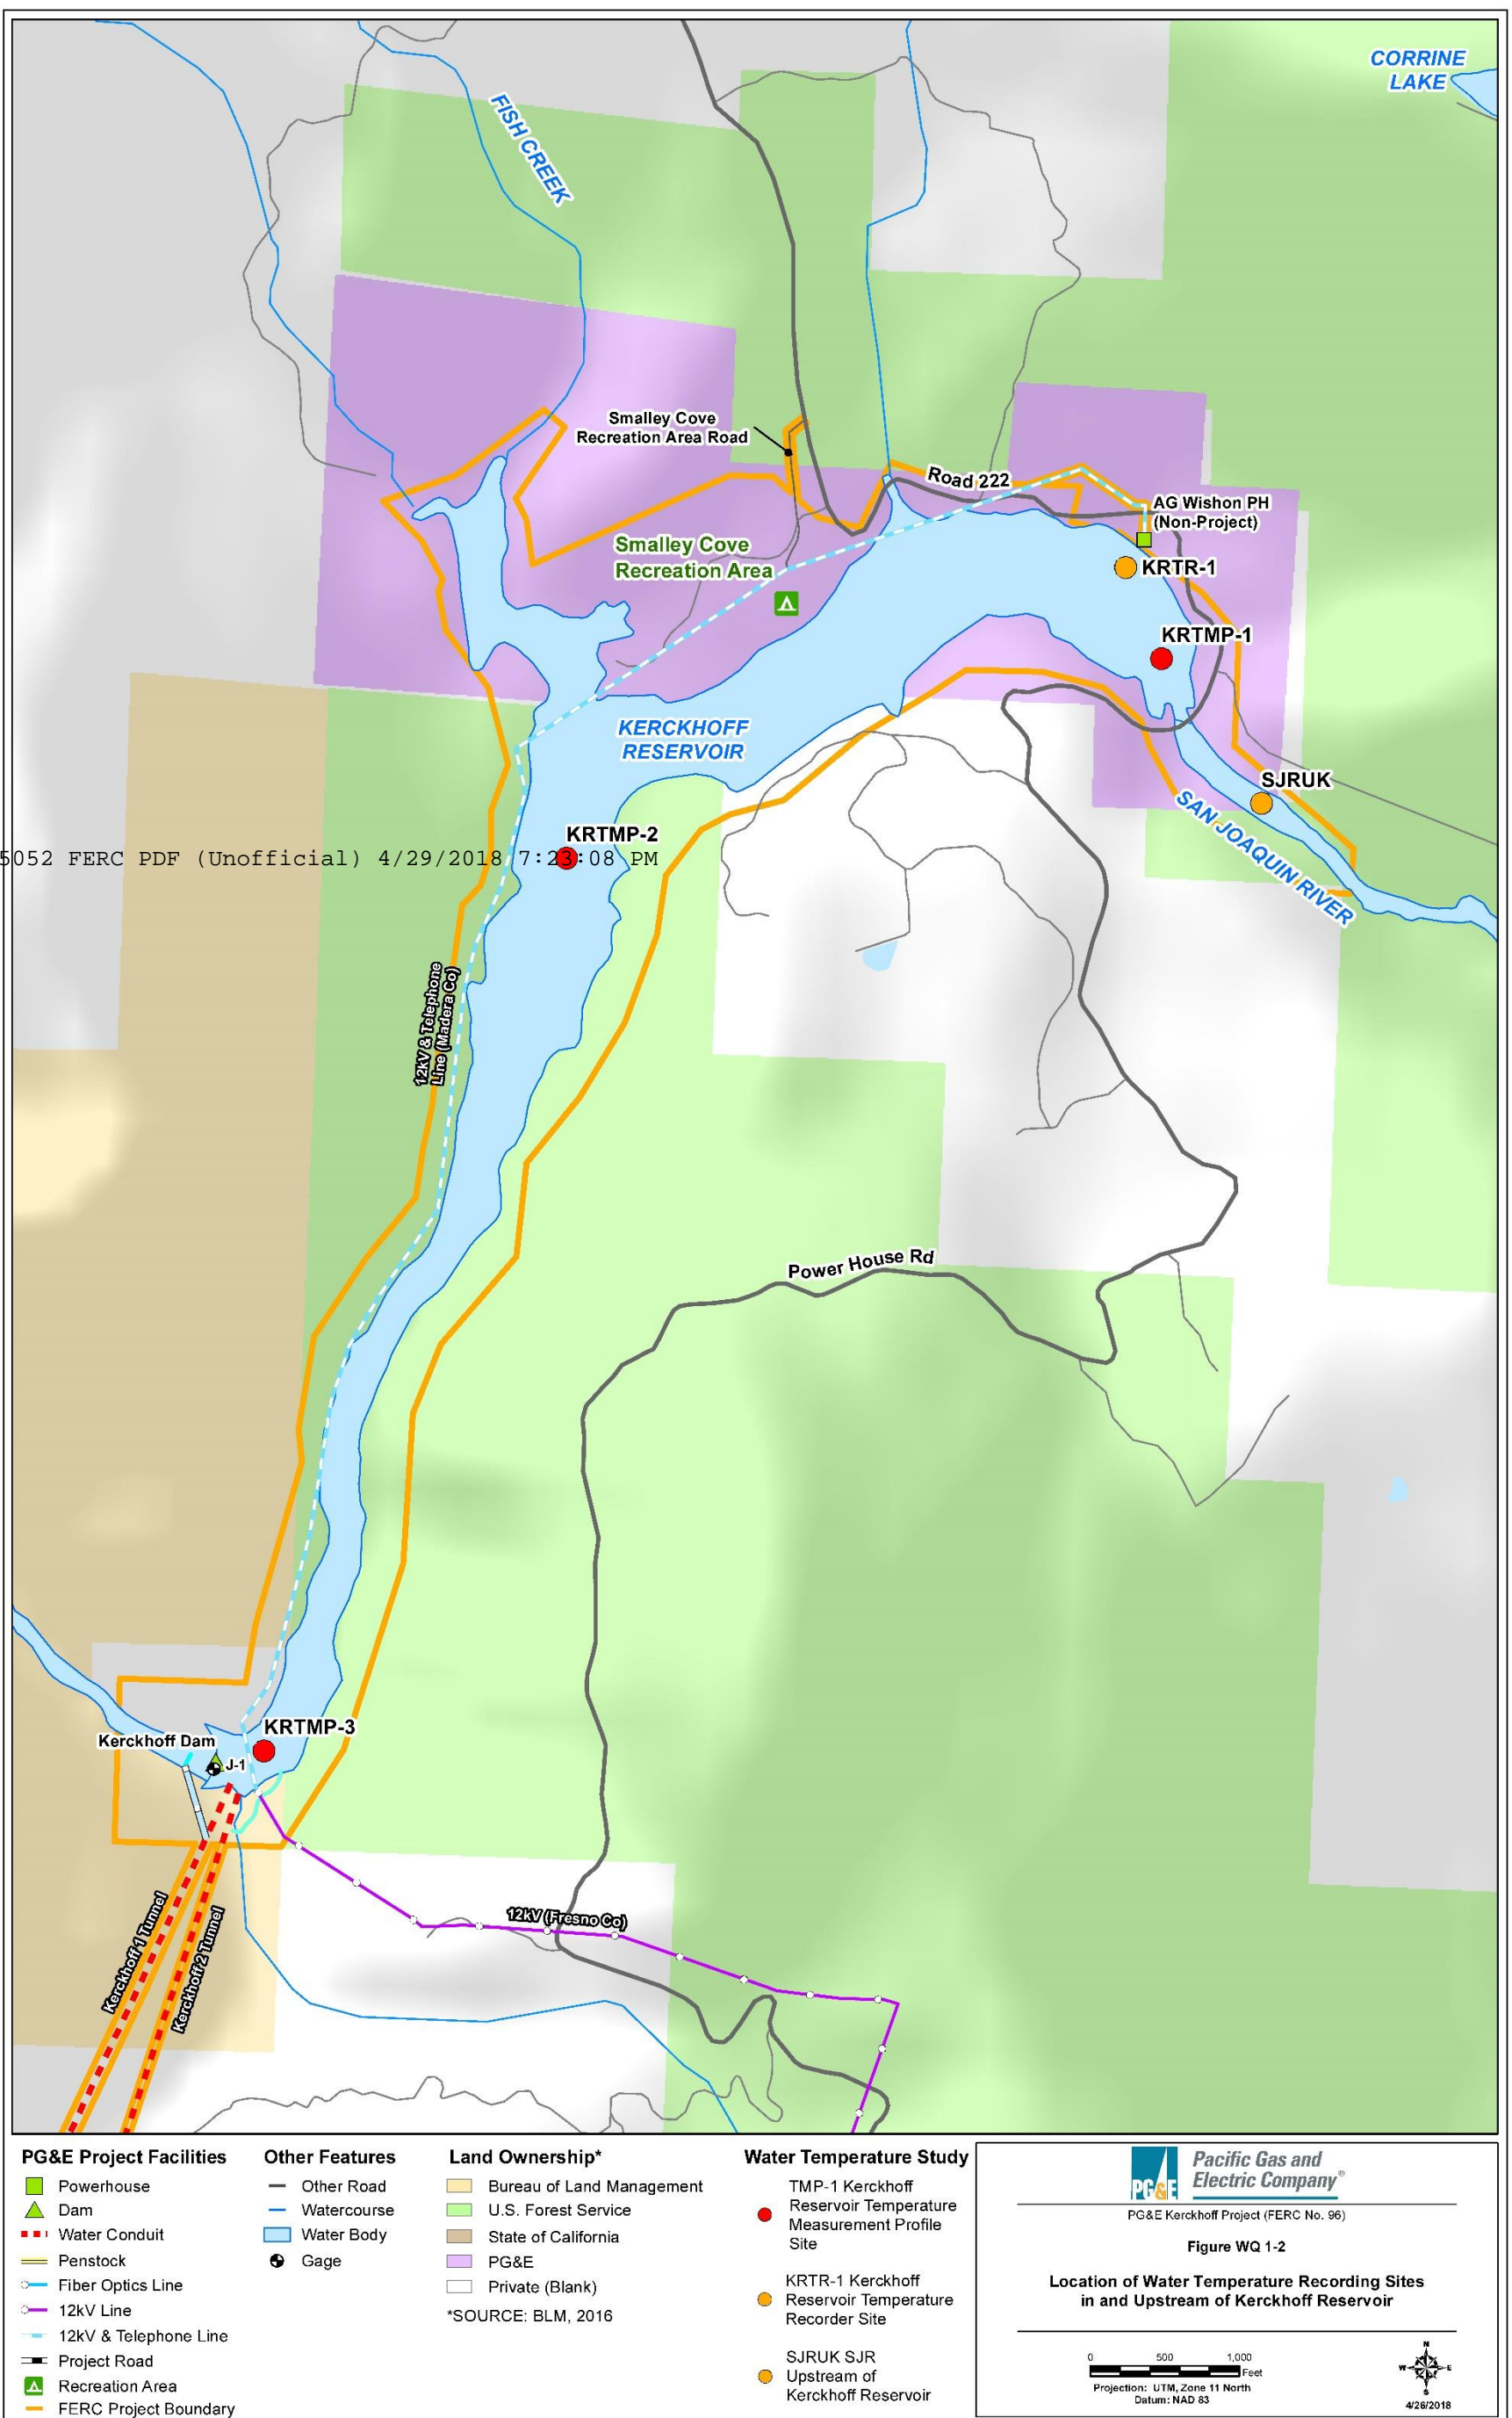 CORRINE
LAKE
FISH CREEK
Smalley Cove
Recreation Area Road
Road 222
AG Wishon PH
(Non-Project)
Smalley Cove
Recreation Area
KRTR-1
KRTMP-1
KERCKHOFF
RESERVOIR
SJRUK
SAN JOAQUIN RIVER
KRTMP-2
5052 FERC PDF (Unofficial) 4/29/2018 7:23:08 PM
12kV & Telephone
Line (Madera Co)
Power House Rd
KRTMP-3
Kerckhoff Dam
J-1
Kerckhoff 1 Tunnel
Kerckhoff 2 Tunnel
12kV (Fresno Co)
PG&E Project Facilities
Powerhouse
Dam
Water Conduit
Penstock
Fiber Optics Line
12kV Line
12kV & Telephone Line
Project Road
Recreation Area
FERC Project Boundary
Other Features
Other Road
Watercourse
Water Body
Gage
Land Ownership*
Bureau of Land Management
U.S. Forest Service
State of California
PG&E
Private (Blank)
*SOURCE: BLM, 2016
Water Temperature Study
TMP-1 Kerckhoff
Reservoir Temperature
Measurement Profile
Site
KRTR-1 Kerckhoff
Reservoir Temperature
Recorder Site
SJRUK SJR
Upstream of
Kerckhoff Reservoir
PG&E
Pacific Gas and
Electric Company®
PG&E Kerckhoff Project (FERC No. 96)
Figure WQ 1-2
Location of Water Temperature Recording Sites
in and Upstream of Kerckhoff Reservoir
0 500 1,000
Feet
Projection: UTM, Zone 11 North
Datum: NAD 83
N
W E
S
4/26/2018